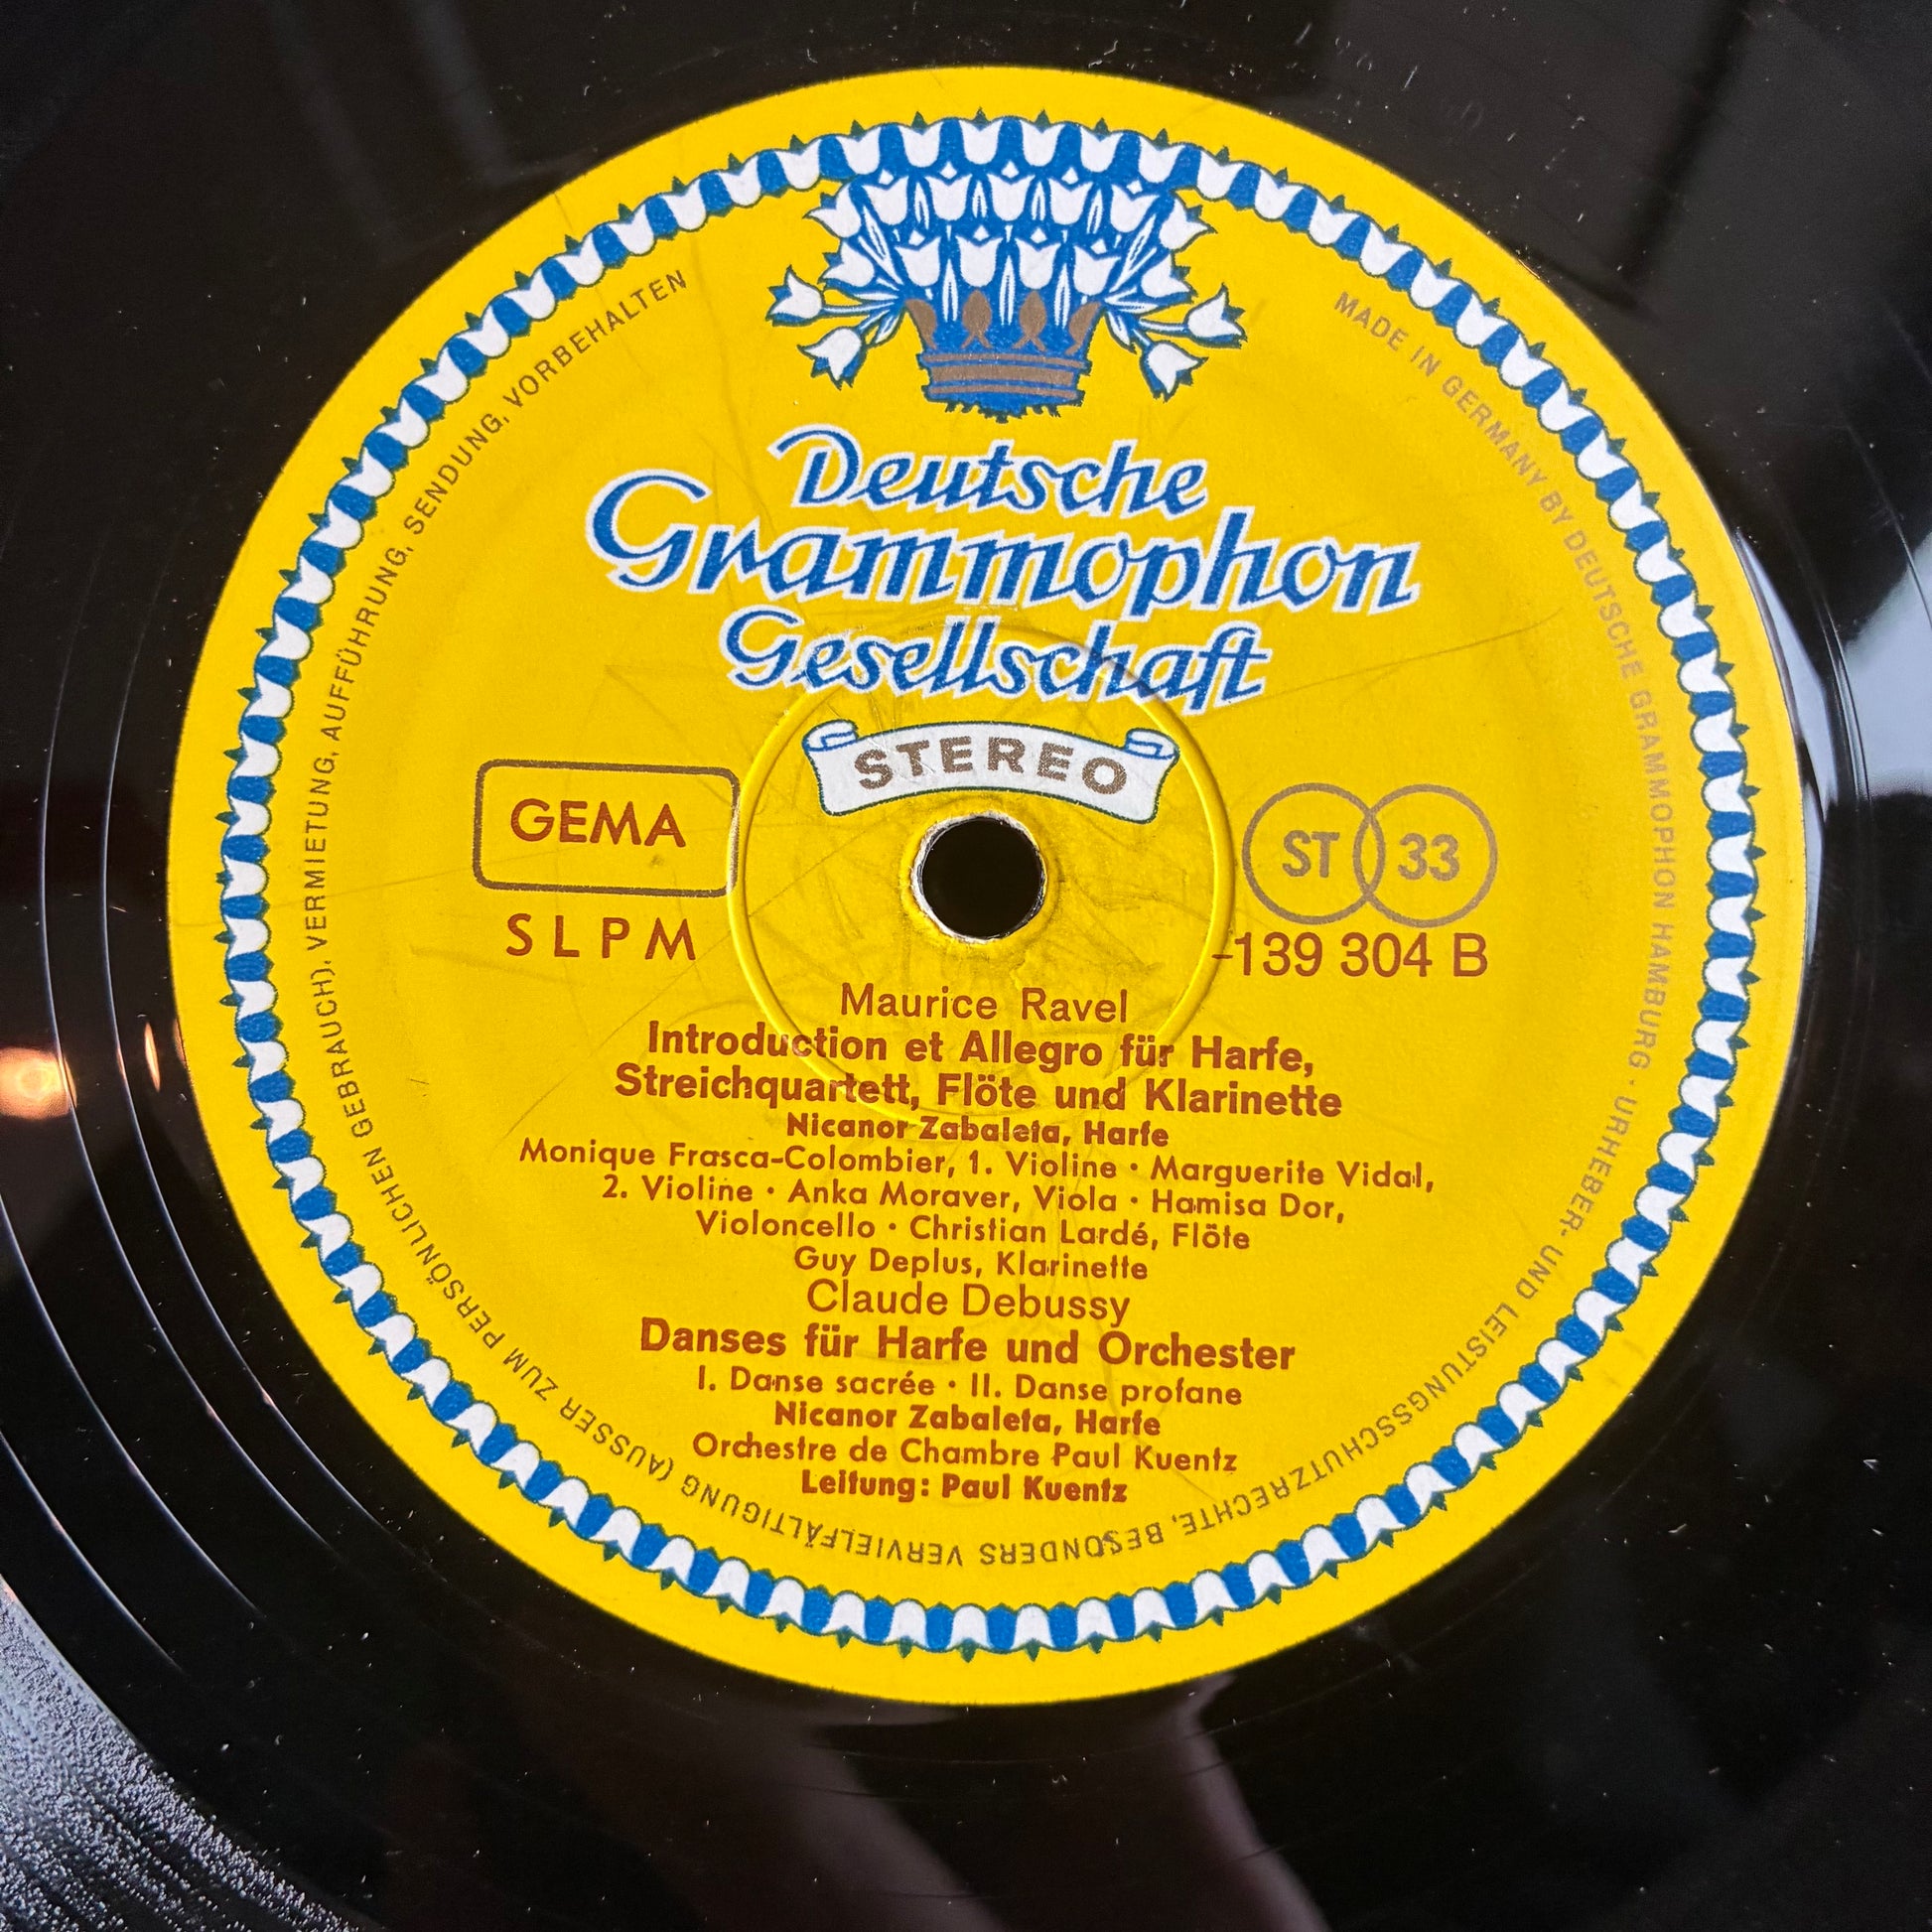 Deutsche
Grammophon
Gesellschaft
STEREO
GEMA
ST 33
SLPM
-139 304 B
Maurice Ravel
Introduction et Allegro für Harfe,
Streichquartett, Flöte und Klarinette
Nicanor Zabaleta, Harfe
Monique Frasca-Colombier, 1. Violine · Marguerite Vidal,
2. Violine · Anka Moraver, Viola · Hamisa Dor,
Violoncello · Christian Lardé, Flöte
Guy Deplus, Klarinette
Claude Debussy
Danses für Harfe und Orchester
I. Danse sacrée · II. Danse profane
Nicanor Zabaleta, Harfe
Orchestre de Chambre Paul Kuentz
Leitung: Paul Kuentz
MADE IN GERMANY BY DEUTSCHE GRAMMOPHON HAMBURG · URHEBER- UND LEISTUNGSSCHUTZRECHTE, BESONDERS VERVIELFÄLTIGUNG (AUSSER ZUM PERSÖNLICHEN GEBRAUCH), VERMIETUNG, AUFFÜHRUNG, SENDUNG, VORBEHALTEN